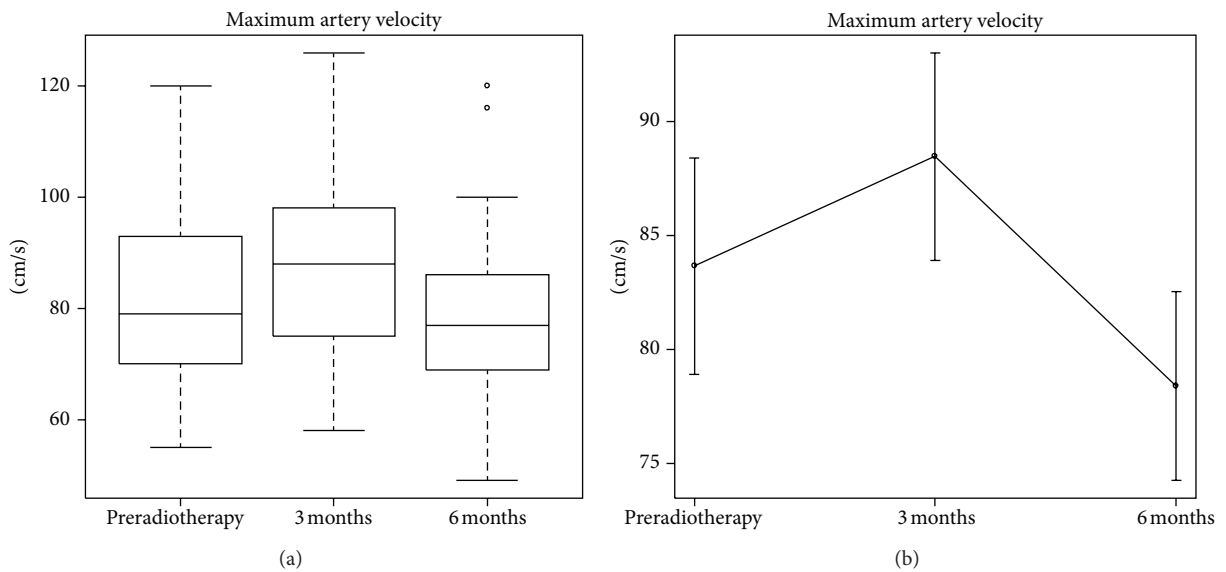 Maximum artery velocity
120
100
80
60
(cm/s)
Preradiotherapy 3 months 6 months
(a)
Maximum artery velocity
90
85
80
75
(cm/s)
Preradiotherapy 3 months 6 months
(b)